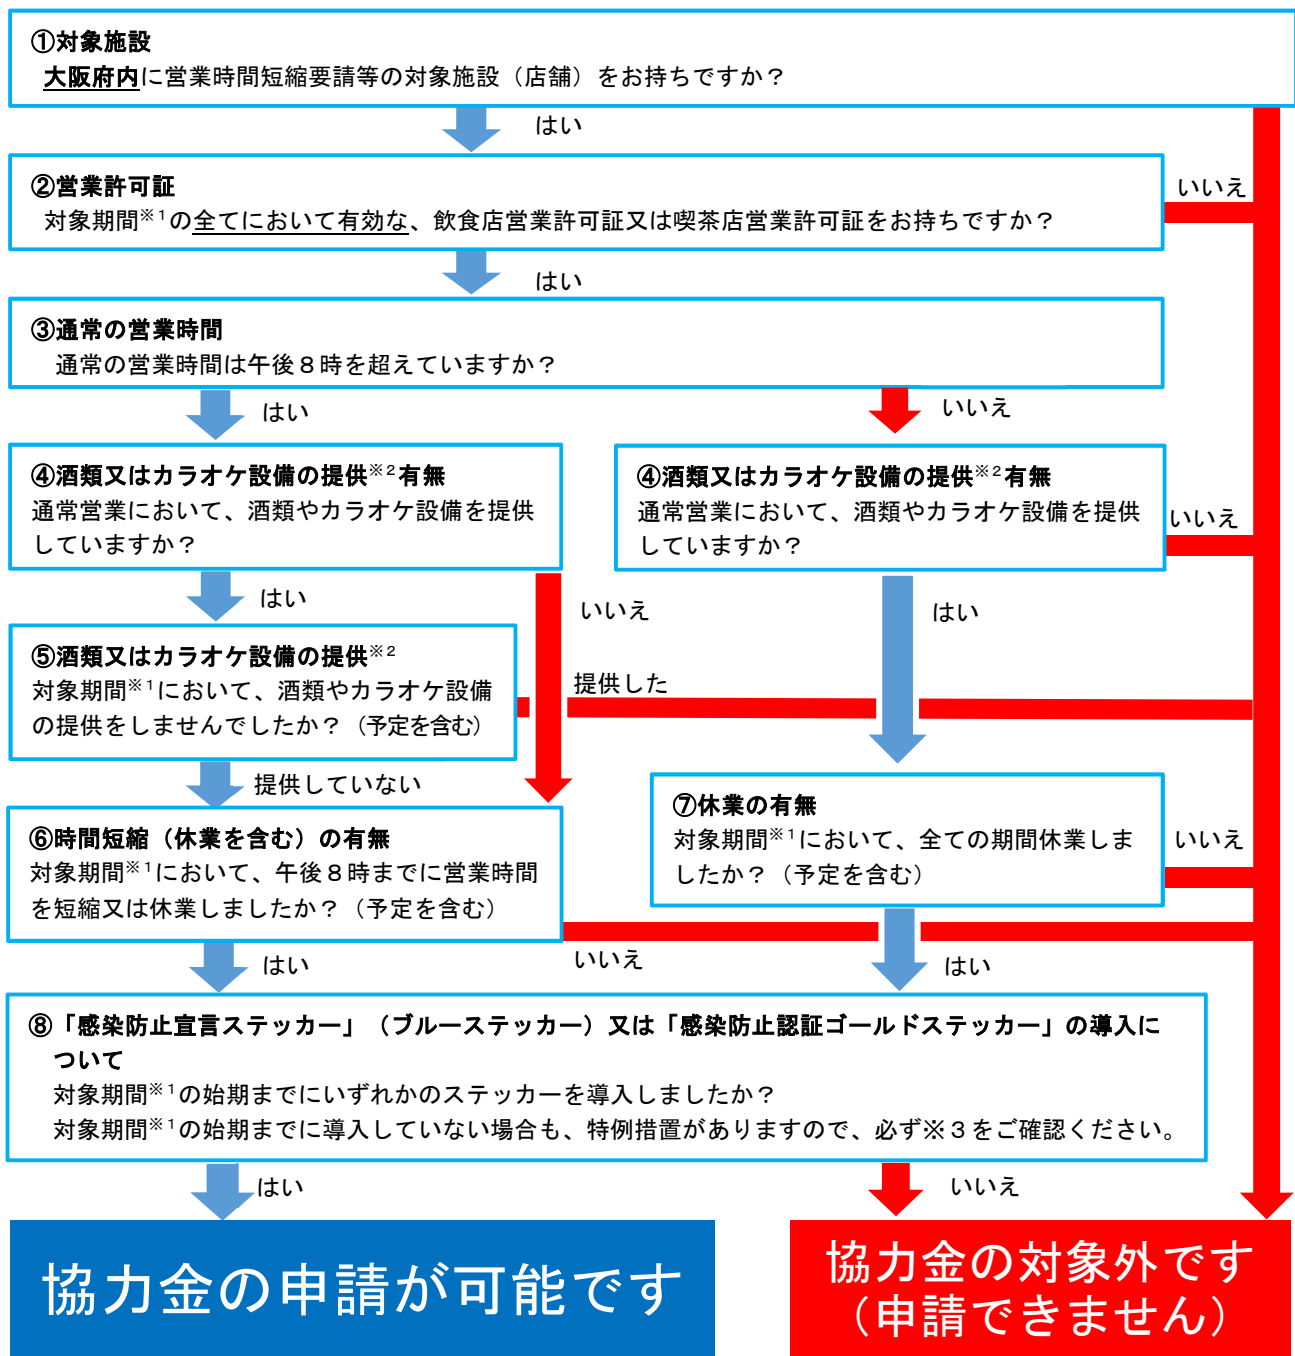 ①対象施設
大阪府内に営業時間短縮要請等の対象施設（店舗）をお持ちですか？
はい
②営業許可証
対象期間※1の全てにおいて有効な、飲食店営業許可証又は喫茶店営業許可証をお持ちですか？
いいえ
はい
③通常の営業時間
通常の営業時間は午後８時を超えていますか？
はい
いいえ
④酒類又はカラオケ設備の提供※2有無
通常営業において、酒類やカラオケ設備を提供
していますか？
④酒類又はカラオケ設備の提供※2有無
通常営業において、酒類やカラオケ設備を提供
していますか？
いいえ
はい
いいえ
はい
⑤酒類又はカラオケ設備の提供※2
対象期間※1において、酒類やカラオケ設備
の提供をしませんでしたか？（予定を含む）
提供した
提供していない
⑥時間短縮（休業を含む）の有無
対象期間※1において、午後８時までに営業時間
を短縮又は休業しましたか？（予定を含む）
⑦休業の有無
対象期間※1において、全ての期間休業しま
したか？（予定を含む）
いいえ
はい
いいえ
はい
⑧「感染防止宣言ステッカー」（ブルーステッカー）又は「感染防止認証ゴールドステッカー」の導入に
ついて
対象期間※1の始期までにいずれかのステッカーを導入しましたか？
対象期間※1の始期までに導入していない場合も、特例措置がありますので、必ず※３をご確認ください。
はい
いいえ
協力金の申請が可能です
協力金の対象外です
（申請できません）